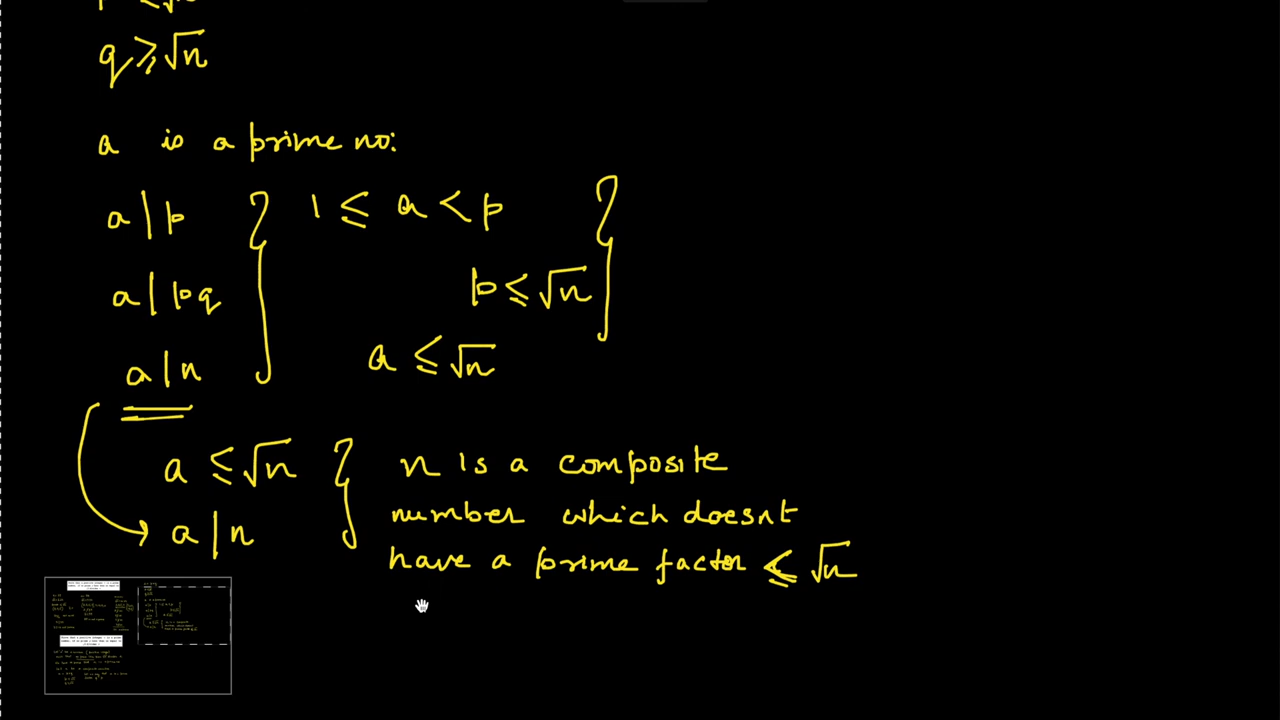 q ≥ √n
a is a prime no:
a | p } 1 ≤ a < p }
a | pq p ≤ √n
a | n a ≤ √n
a ≤ √n } n is a composite
number which doesnt
a | n have a prime factor ≤ √n